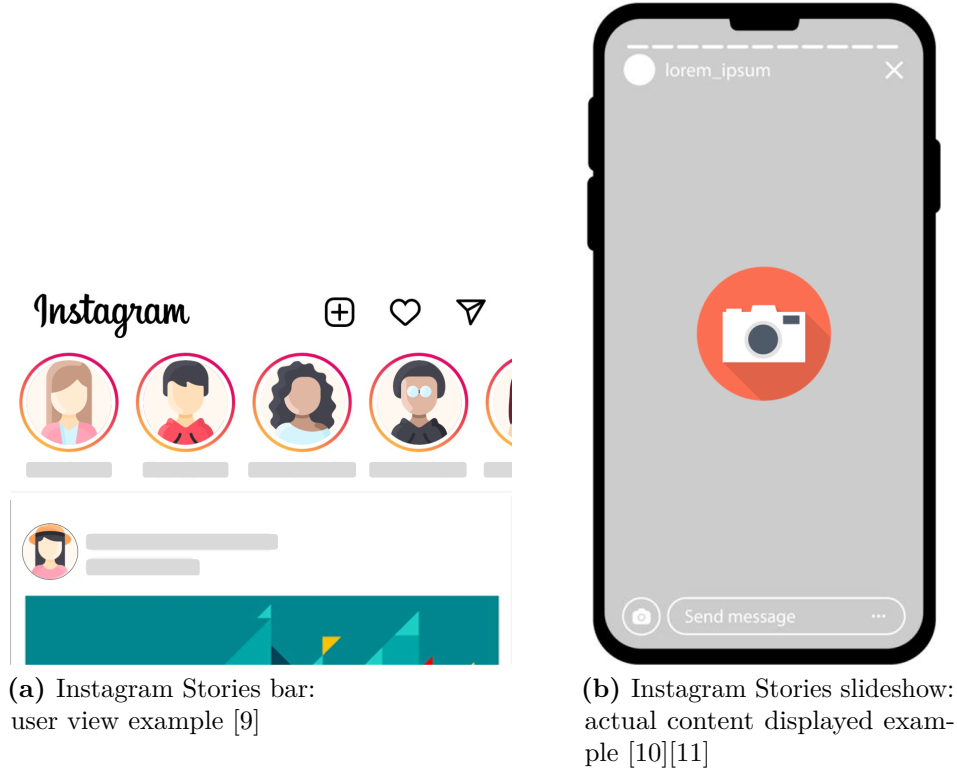 Instagram
(a) Instagram Stories bar:
user view example [9]
lorem_ipsum
Send message
(b) Instagram Stories slideshow:
actual content displayed exam-
ple [10][11]